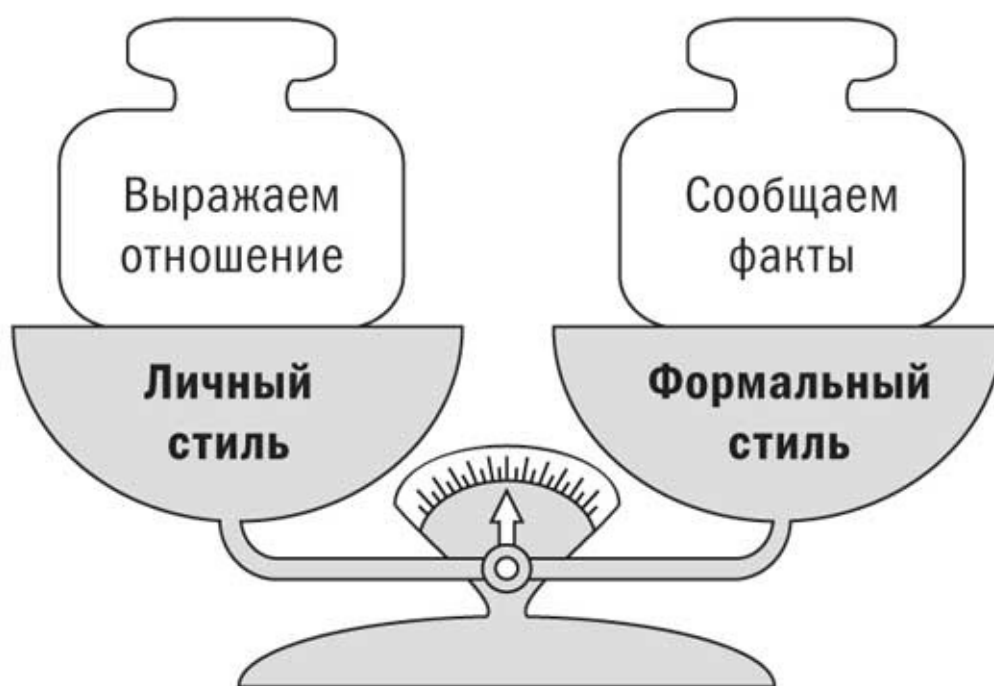 Выражаем
отношение
Личный
стиль
Сообщаем
факты
Формальный
стиль